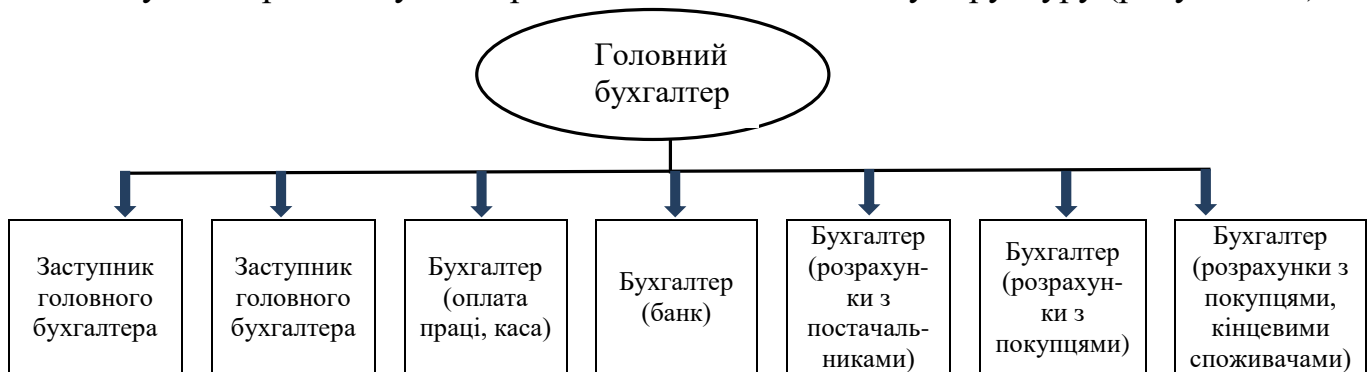 Головний
бухгалтер
Заступник
головного
бухгалтера
Заступник
головного
бухгалтера
Бухгалтер
(оплата
праці, каса)
Бухгалтер
(банк)
Бухгалтер
(розрахун-
ки з
постачаль-
никами)
Бухгалтер
(розрахун-
ки з
покупцями)
Бухгалтер
(розрахунки з
покупцями,
кінцевими
споживачами)